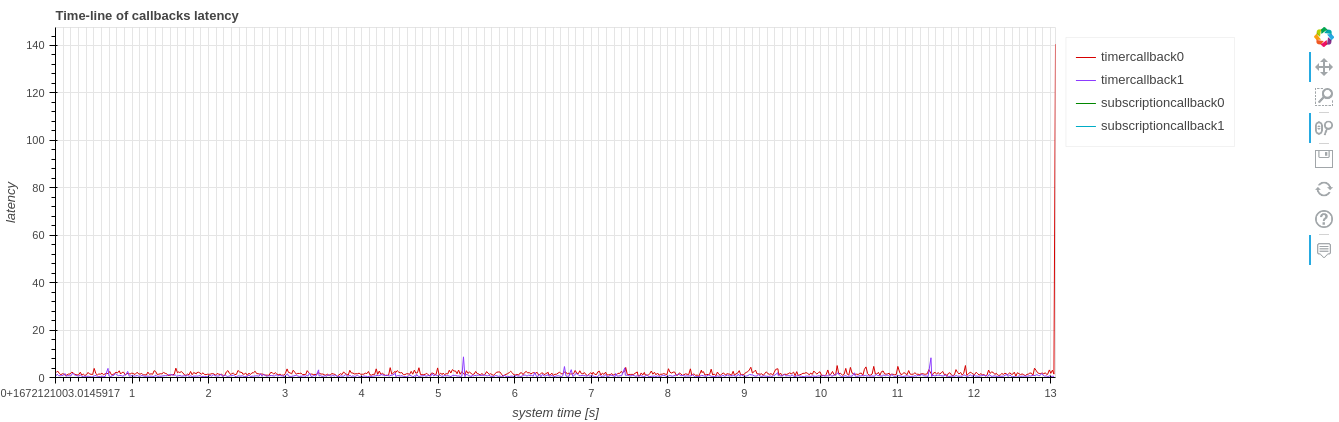 Time-line of callbacks latency
140
120
100
80
60
40
20
0
latency
0+1672121003.0145917 1 2 3 4 5 6 7 8 9 10 11 12 13
system time [s]
timercallback0
timercallback1
subscriptioncallback0
subscriptioncallback1
?